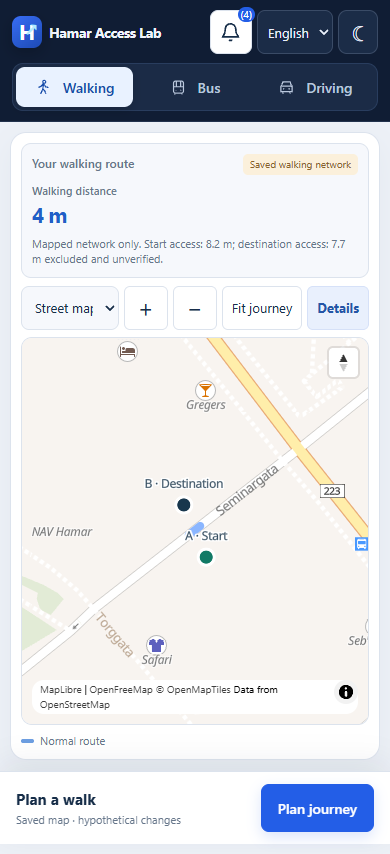 H
Hamar Access Lab
(4)
English
Walking
Bus
Driving
Your walking route
Saved walking network
Walking distance
4 m
Mapped network only. Start access: 8.2 m; destination access: 7.7
m excluded and unverified.
Street map
+
−
Fit journey
Details
Gregers
B · Destination
Seminargata
223
NAV Hamar
A · Start
Torggata
Safari
Seb
MapLibre | OpenFreeMap © OpenMapTiles Data from
OpenStreetMap
Normal route
Plan a walk
Saved map · hypothetical changes
Plan journey